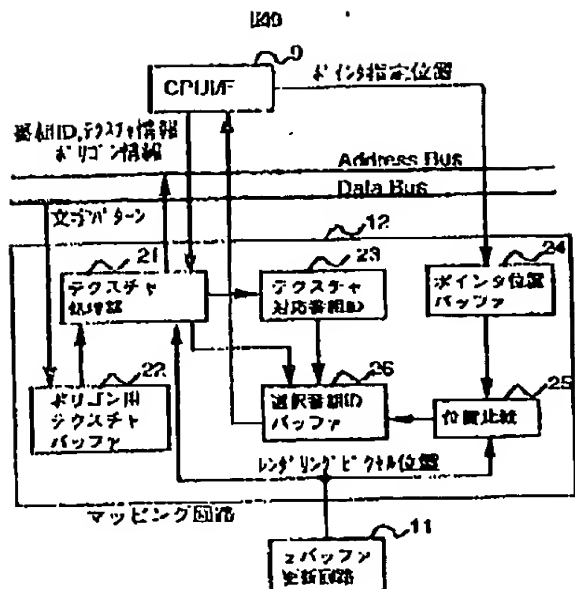 9
CPUI/F
ポインタ指定位置
番組ID,テクスチャ情報
ポリゴン情報
Address Bus
Data Bus
文字パターン
12
21
23
24
テクスチャ
処理部
テクスチャ
対応番組ID
ポインタ位置
バッファ
22
26
25
ポリゴン用
テクスチャ
バッファ
選択番組ID
バッファ
位置比較
レンダリングピクセル位置
マッピング回路
11
zバッファ
更新回路